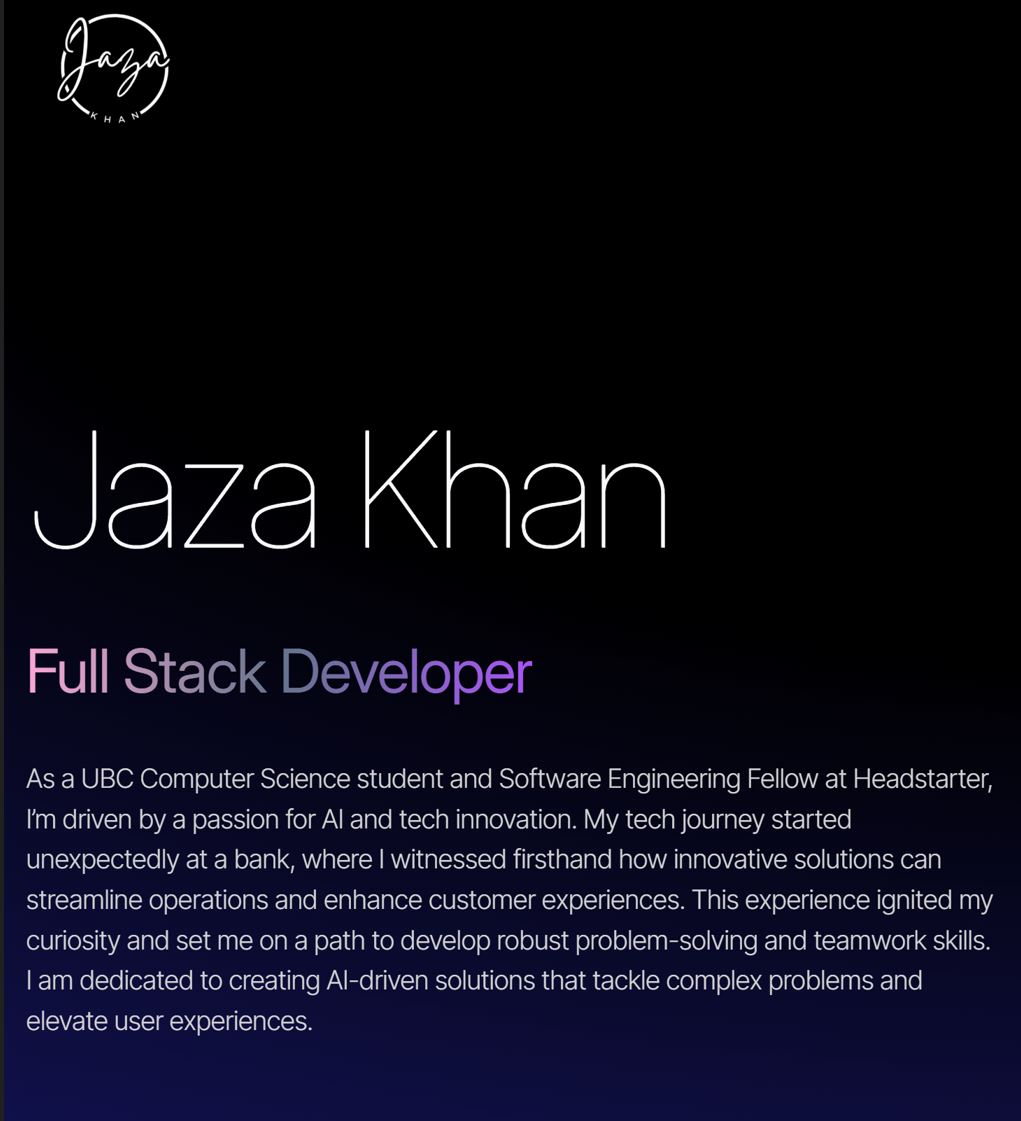 Jaza
KHAN
Jaza Khan
Full Stack Developer
As a UBC Computer Science student and Software Engineering Fellow at Headstarter,
I’m driven by a passion for AI and tech innovation. My tech journey started
unexpectedly at a bank, where I witnessed firsthand how innovative solutions can
streamline operations and enhance customer experiences. This experience ignited my
curiosity and set me on a path to develop robust problem-solving and teamwork skills.
I am dedicated to creating AI-driven solutions that tackle complex problems and
elevate user experiences.